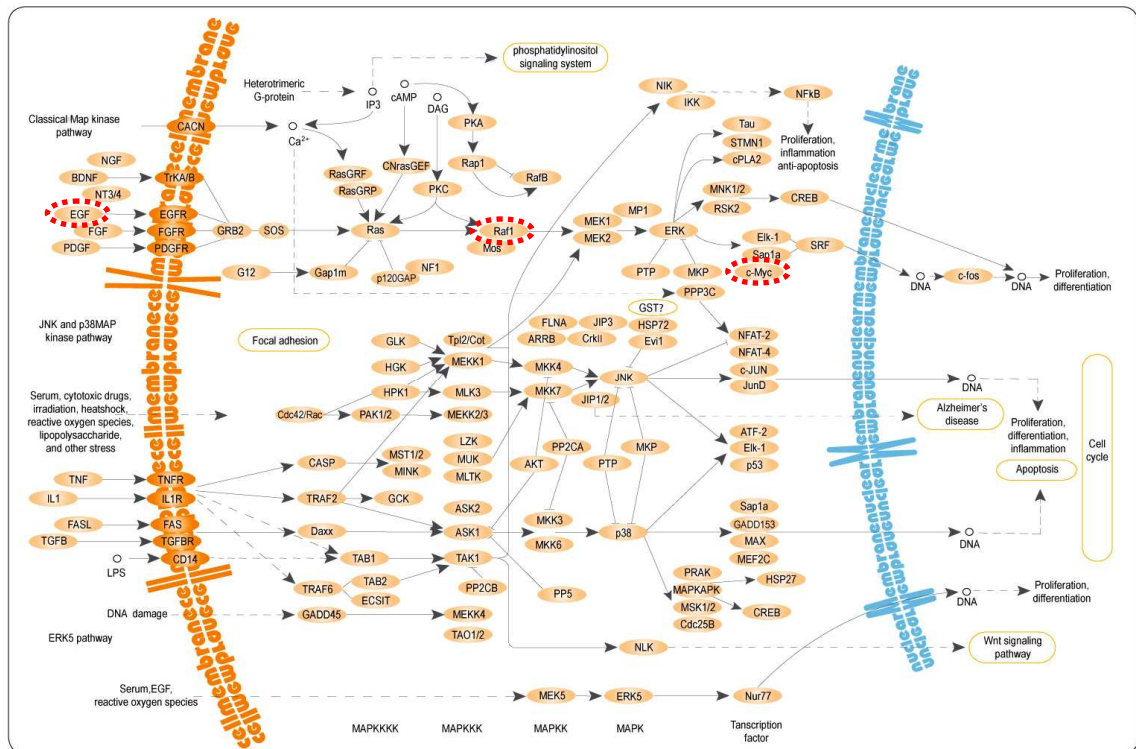 phosphatidylinositol
signaling system
Heterotrimeric
G-protein
IP3
cAMP
DAG
NIK
IKK
NFkB
Classical Map kinase
pathway
CACN
Ca2+
PKA
Tau
STMN1
cPLA2
Proliferation,
inflammation
anti-apoptosis
NGF
BDNF
NT3/4
EGF
FGF
PDGF
TrKA/B
EGFR
FGFR
PDGFR
GRB2
SOS
RasGRF
RasGRP
CNrasGEF
PKC
Rap1
RafB
Ras
Raf1
Mos
MEK1
MEK2
MP1
ERK
MNK1/2
RSK2
CREB
Elk-1
Sap1a
c-Myc
SRF
DNA
c-fos
DNA
Proliferation,
differentiation
G12
Gap1m
p120GAP
NF1
PTP
MKP
PPP3C
JNK and p38MAP
kinase pathway
Focal adhesion
GLK
HGK
HPK1
Tpl2/Cot
MEKK1
MLK3
FLNA
ARRB
JIP3
CrkII
GST?
HSP72
Evi1
MKK4
MKK7
JNK
JIP1/2
NFAT-2
NFAT-4
c-JUN
JunD
DNA
Serum, cytotoxic drugs,
irradiation, heatshock,
reactive oxygen species,
lipopolysaccharide,
and other stress
Cdc42/Rac
PAK1/2
MEKK2/3
Alzheimer's
disease
Proliferation,
differentiation,
inflammation
Cell
cycle
LZK
MUK
MLTK
AKT
PP2CA
PTP
MKP
ATF-2
Elk-1
p53
Apoptosis
TNF
IL1
FASL
TGFB
LPS
TNFR
IL1R
FAS
TGFBR
CD14
CASP
MST1/2
MINK
TRAF2
GCK
Daxx
ASK2
ASK1
MKK3
MKK6
p38
Sap1a
GADD153
MAX
MEF2C
DNA
TAB1
TAK1
TRAF6
TAB2
ECSIT
PP2CB
PP5
PRAK
MAPKAPK
MSK1/2
Cdc25B
HSP27
CREB
DNA
Proliferation,
differentiation
DNA damage
GADD45
MEKK4
TAO1/2
ERK5 pathway
NLK
Wnt signaling
pathway
Serum,EGF,
reactive oxygen species
MEK5
ERK5
Nur77
MAPKKKK
MAPKKK
MAPKK
MAPK
Transcription
factor